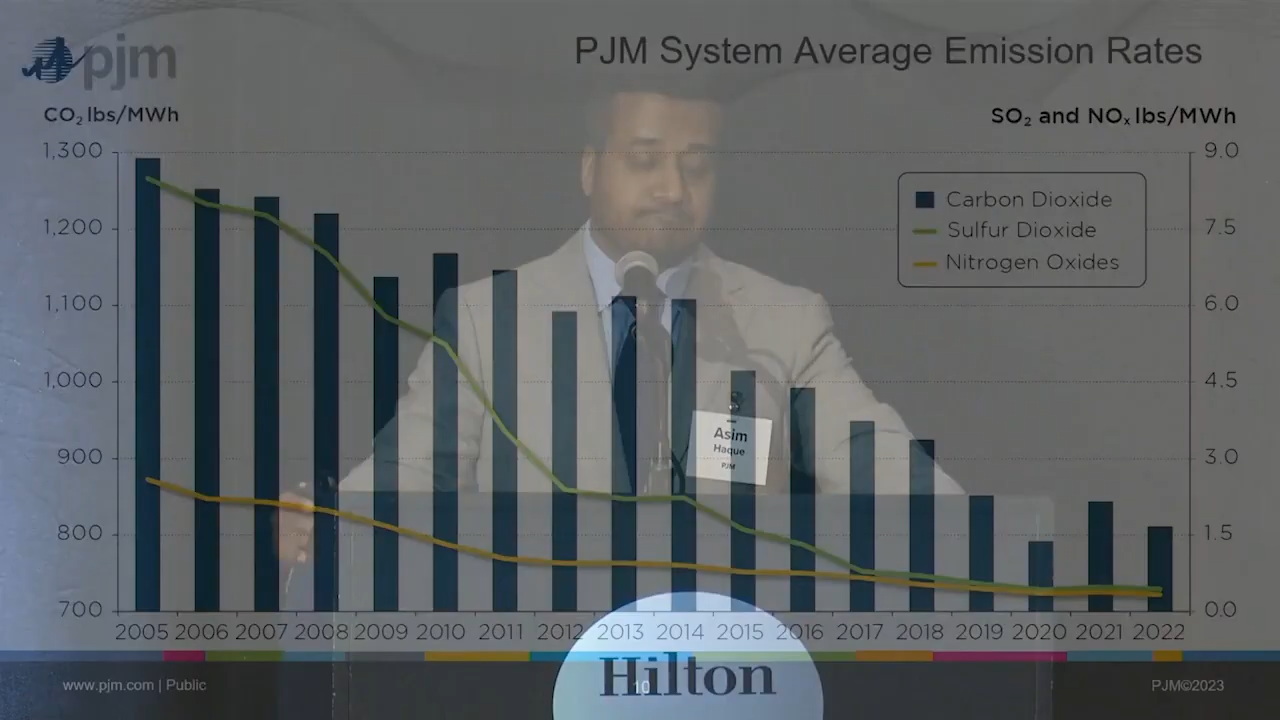 pjm
PJM System Average Emission Rates
CO₂ lbs/MWh
SO₂ and NOₓ lbs/MWh
1,300
1,200
1,100
1,000
900
800
700
9.0
7.5
6.0
4.5
3.0
1.5
0.0
Carbon Dioxide
Sulfur Dioxide
Nitrogen Oxides
Asim
Haque
PJM
2005 2006 2007 2008 2009 2010 2011 2012 2013 2014 2015 2016 2017 2018 2019 2020 2021 2022
www.pjm.com | Public
10
PJM©2023
Hilton